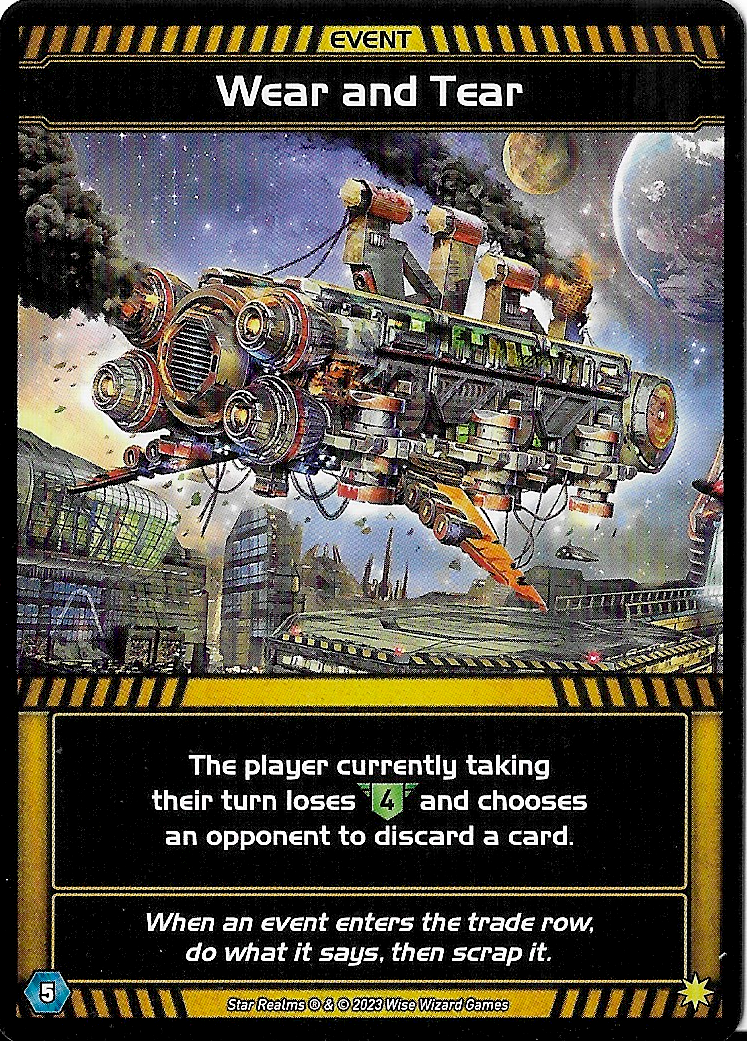 EVENT
Wear and Tear
The player currently taking
their turn loses 4 and chooses
an opponent to discard a card.
When an event enters the trade row,
do what it says, then scrap it.
5
Star Realms ® & © 2023 Wise Wizard Games